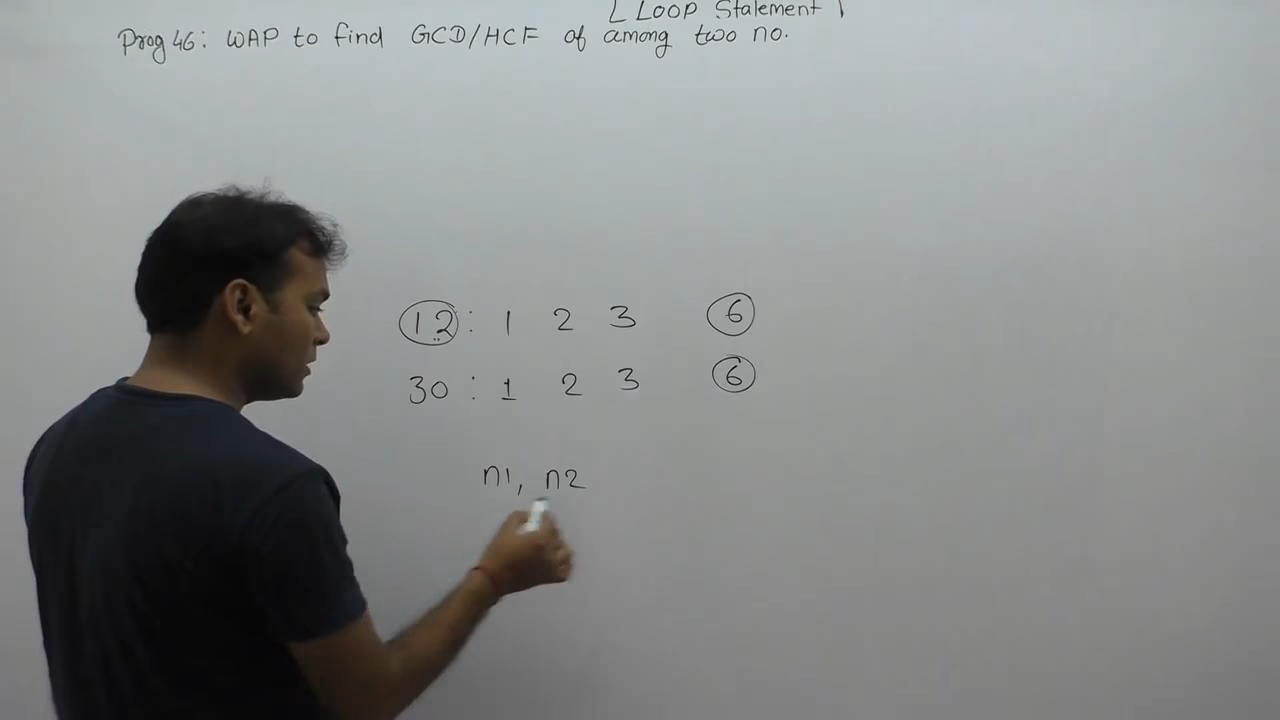 [ LOOP Statement ]
Prog 46: WAP to find GCD/HCF of among two no.
12 : 1 2 3 6
30 : 1 2 3 6
n1, n2